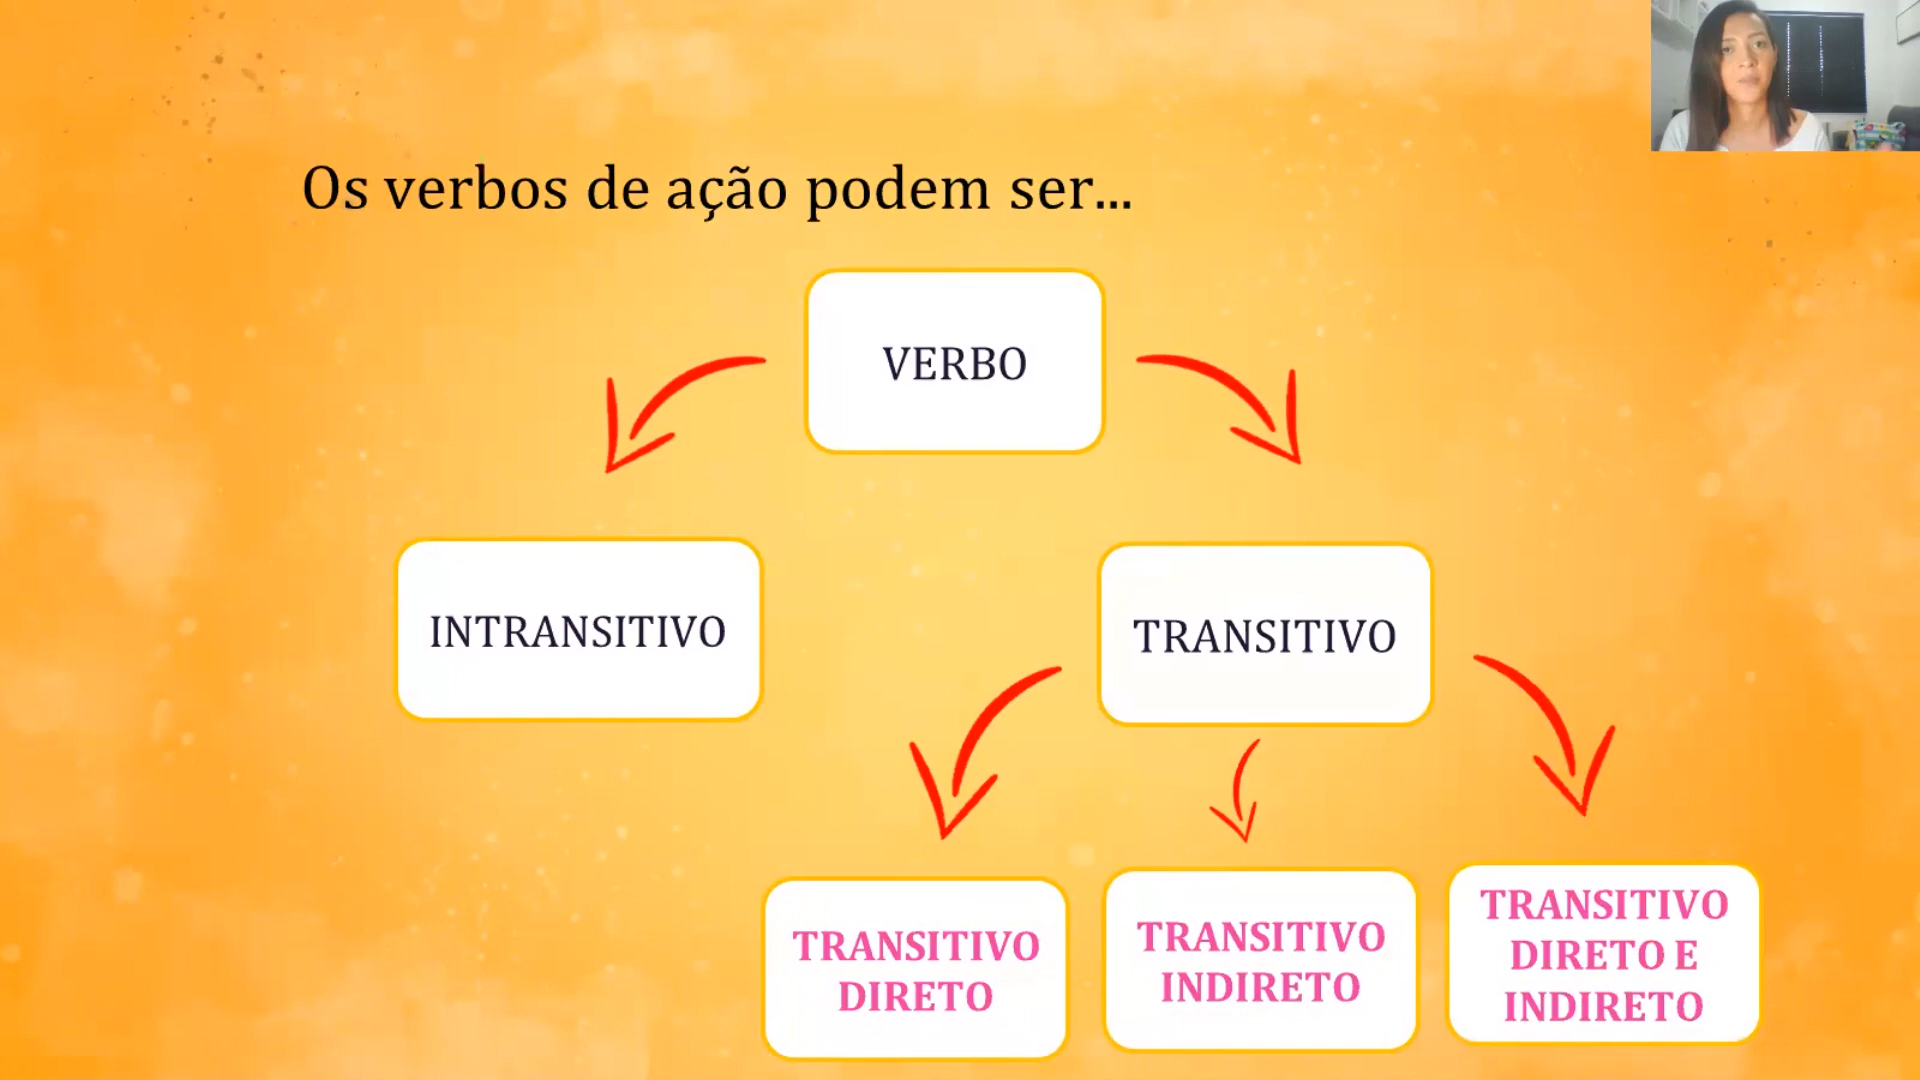 Os verbos de ação podem ser...
VERBO
INTRANSITIVO
TRANSITIVO
TRANSITIVO
DIRETO
TRANSITIVO
INDIRETO
TRANSITIVO
DIRETO E
INDIRETO